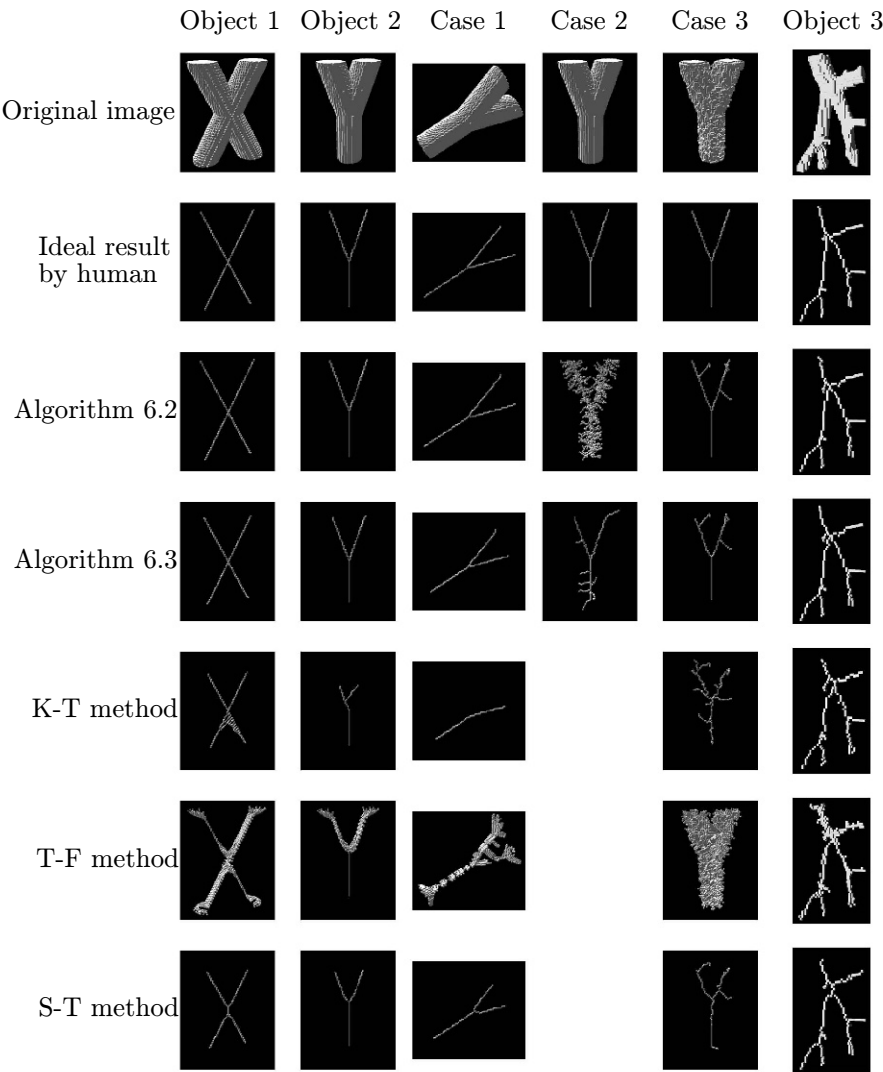 Object 1 Object 2 Case 1 Case 2 Case 3 Object 3
Original image
Ideal result
by human
Algorithm 6.2
Algorithm 6.3
K-T method
T-F method
S-T method